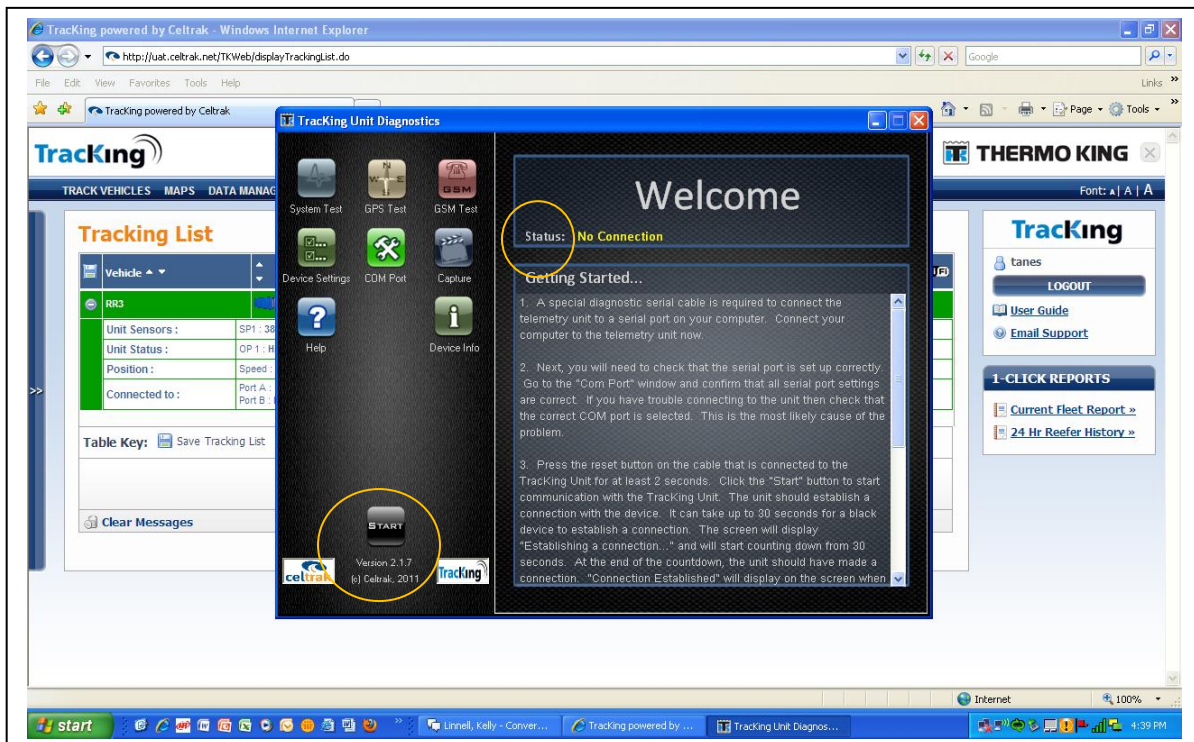 TracKing powered by Celtrak - Windows Internet Explorer
http://uat.celtrak.net/TKWeb/displayTrackingList.do
Google
File Edit View Favorites Tools Help
Links »
TracKing powered by Celtrak
Page Tools »
TracKing
THERMO KING
TRACK VEHICLES MAPS DATA MANAG
Font: A | A | A
Tracking List
Vehicle
RR3
Unit Sensors : SP1 : 38
Unit Status : OP 1 : H
Position : Speed :
Connected to : Port A :
Port B :
>>
Table Key: Save Tracking List
Clear Messages
TracKing Unit Diagnostics
System Test GPS Test GSM Test
N
W E
GSM
Device Settings COM Port Capture
Help Device Info
START
Version 2.1.7
(c) Celtrak, 2011
celtrak
TracKing
Welcome
Status: No Connection
Getting Started...
1. A special diagnostic serial cable is required to connect the
telemetry unit to a serial port on your computer. Connect your
computer to the telemetry unit now.
2. Next, you will need to check that the serial port is set up correctly.
Go to the "Com Port" window and confirm that all serial port settings
are correct. If you have trouble connecting to the unit then check that
the correct COM port is selected. This is the most likely cause of the
problem.
3. Press the reset button on the cable that is connected to the
TracKing Unit for at least 2 seconds. Click the "Start" button to start
communication with the TracKing Unit. The unit should establish a
connection with the device. It can take up to 30 seconds for a black
device to establish a connection. The screen will display
"Establishing a connection..." and will start counting down from 30
seconds. At the end of the countdown, the unit should have made a
connection. "Connection Established" will display on the screen when
TracKing
tanes
LOGOUT
User Guide
Email Support
1-CLICK REPORTS
Current Fleet Report »
24 Hr Reefer History »
Internet 100%
start
Linnell, Kelly - Conver...
TracKing powered by ...
TracKing Unit Diagnos...
4:39 PM